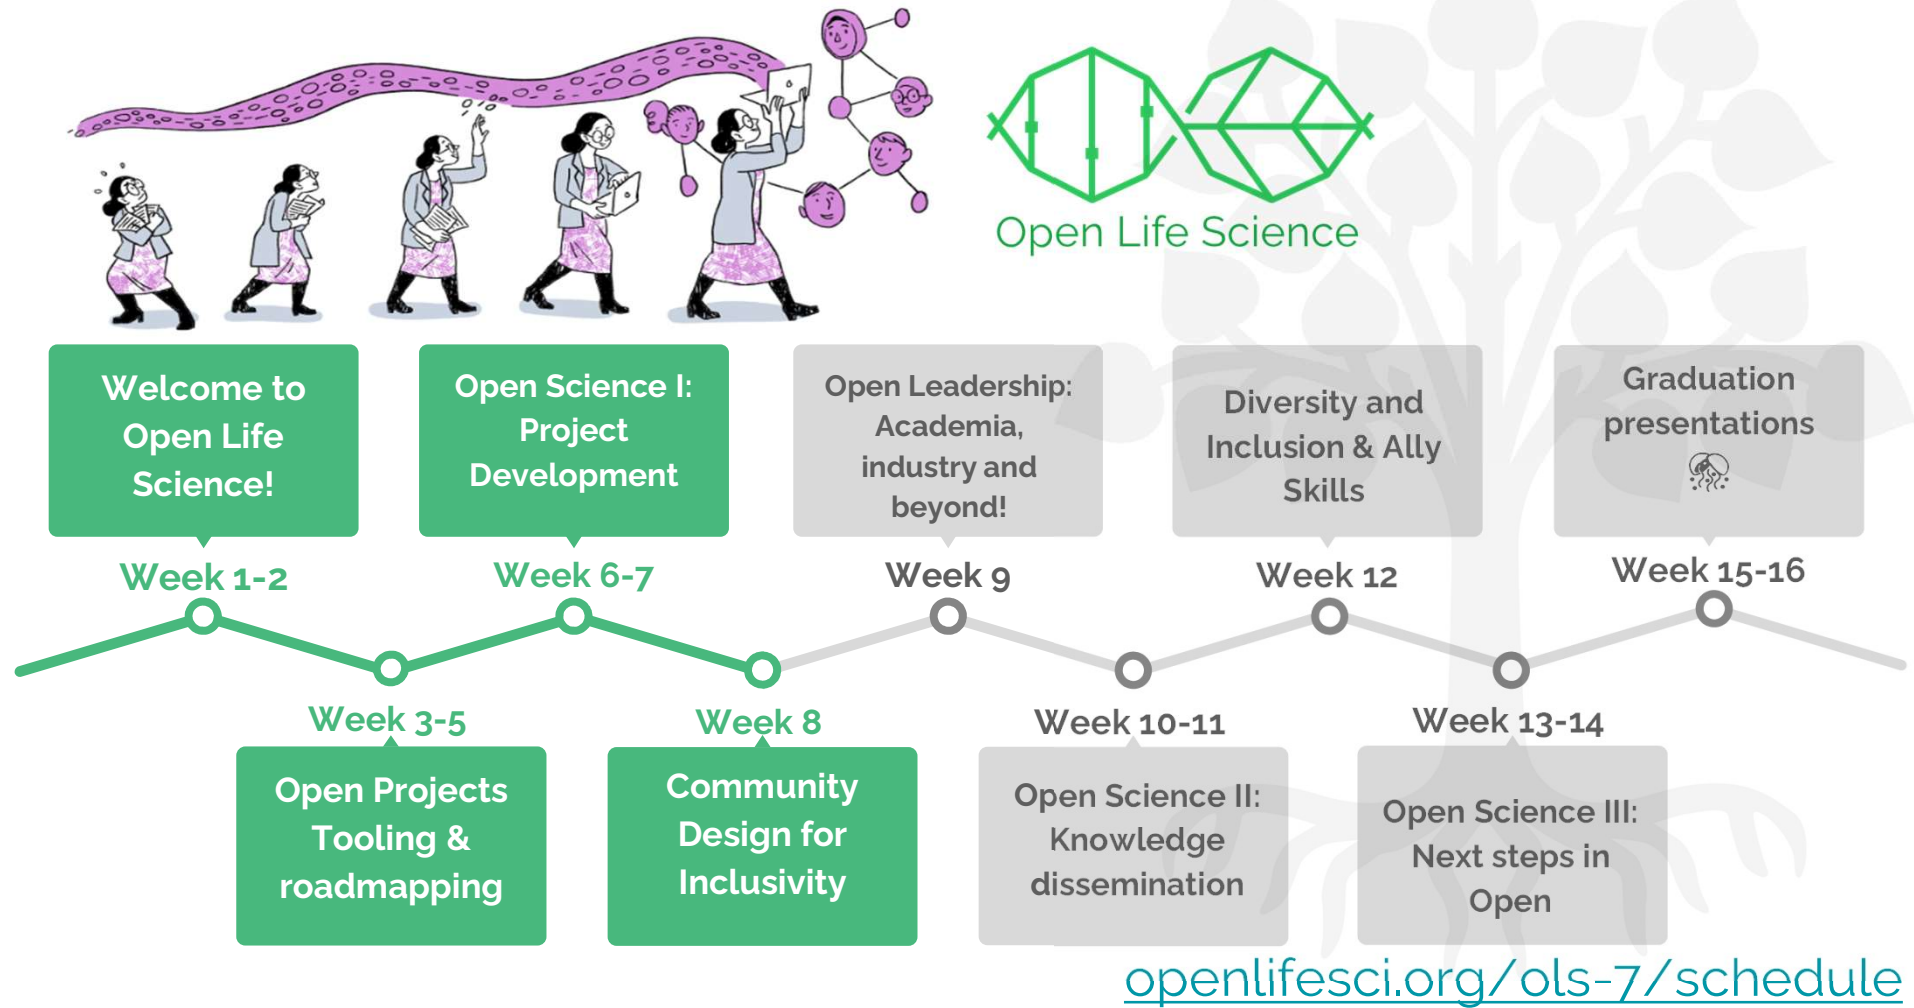 Open Life Science
Welcome to
Open Life
Science!
Week 1-2
Open Science I:
Project
Development
Week 6-7
Open Leadership:
Academia,
industry and
beyond!
Week 9
Diversity and
Inclusion & Ally
Skills
Week 12
Graduation
presentations
Week 15-16
Week 3-5
Open Projects
Tooling &
roadmapping
Week 8
Community
Design for
Inclusivity
Week 10-11
Open Science II:
Knowledge
dissemination
Week 13-14
Open Science III:
Next steps in
Open
openlifesci.org/ols-7/schedule